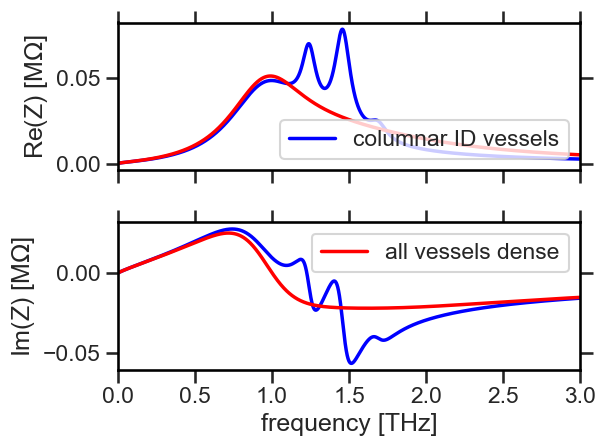 Re(Z) [MΩ]
0.05
0.00
columnar ID vessels
Im(Z) [MΩ]
0.00
−0.05
all vessels dense
0.0 0.5 1.0 1.5 2.0 2.5 3.0
frequency [THz]